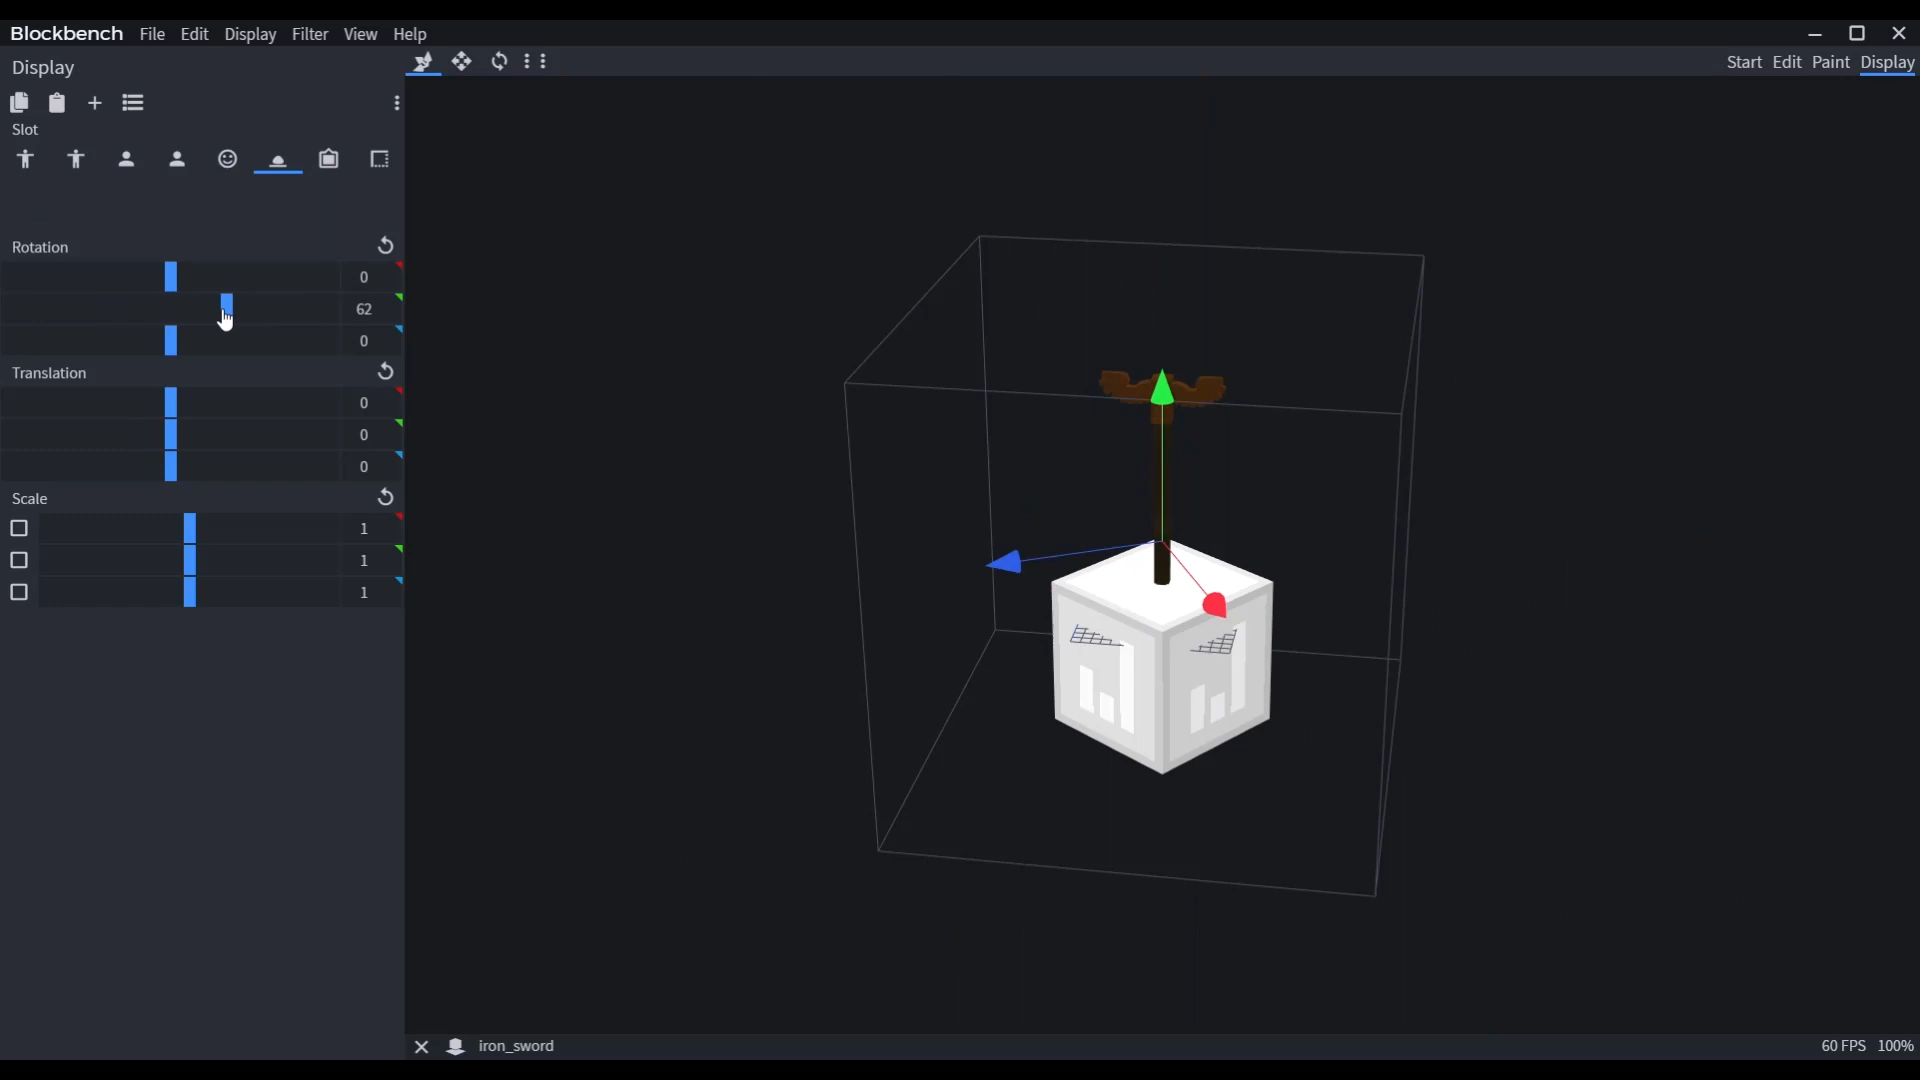 Blockbench File Edit Display Filter View Help
Display
Start Edit Paint Display
Slot
Rotation
0
62
0
Translation
0
0
0
Scale
1
1
1
iron_sword
60 FPS 100%